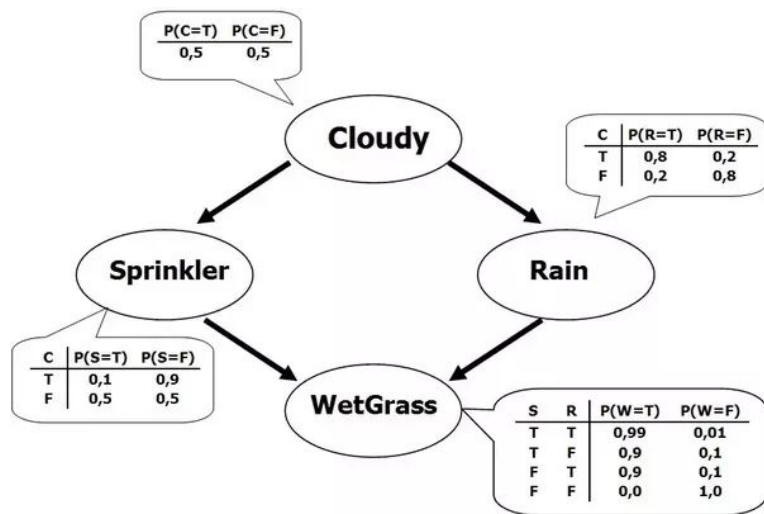 P(C=T) P(C=F)
0,5 0,5
Cloudy
C P(R=T) P(R=F)
T 0,8 0,2
F 0,2 0,8
Sprinkler
Rain
C P(S=T) P(S=F)
T 0,1 0,9
F 0,5 0,5
WetGrass
S R P(W=T) P(W=F)
T T 0,99 0,01
T F 0,9 0,1
F T 0,9 0,1
F F 0,0 1,0